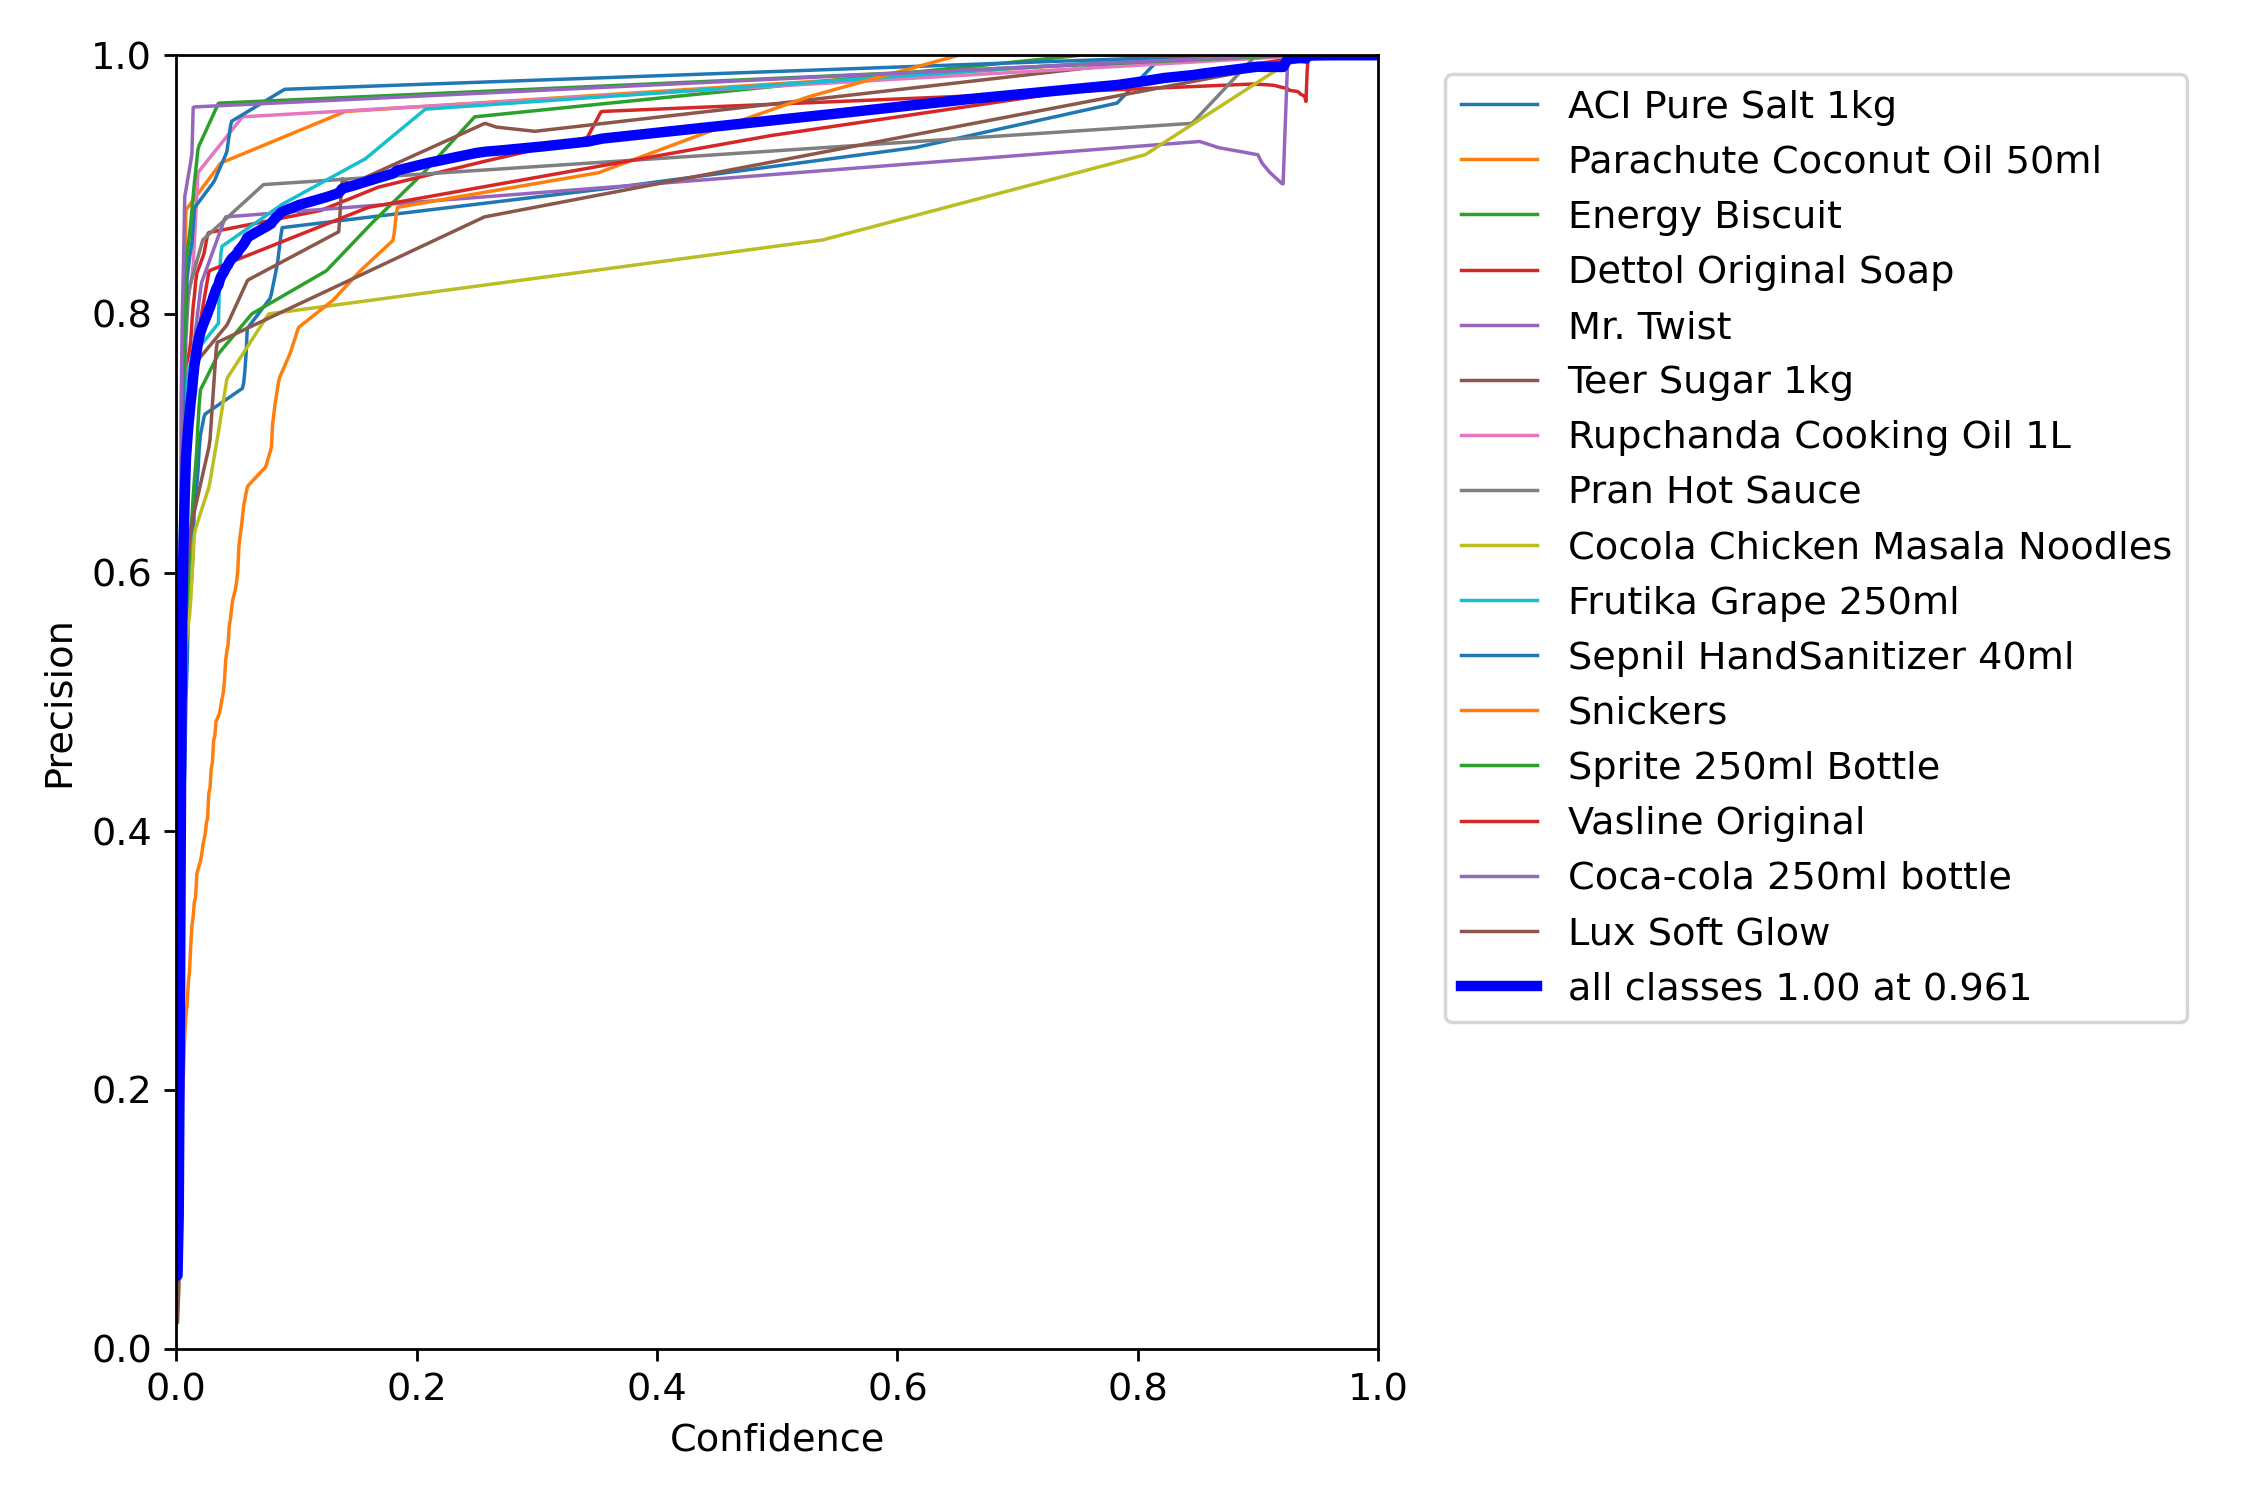 1.0
0.8
0.6
0.4
0.2
0.0
Precision
0.0 0.2 0.4 0.6 0.8 1.0
Confidence
ACI Pure Salt 1kg
Parachute Coconut Oil 50ml
Energy Biscuit
Dettol Original Soap
Mr. Twist
Teer Sugar 1kg
Rupchanda Cooking Oil 1L
Pran Hot Sauce
Cocola Chicken Masala Noodles
Frutika Grape 250ml
Sepnil HandSanitizer 40ml
Snickers
Sprite 250ml Bottle
Vasline Original
Coca-cola 250ml bottle
Lux Soft Glow
all classes 1.00 at 0.961